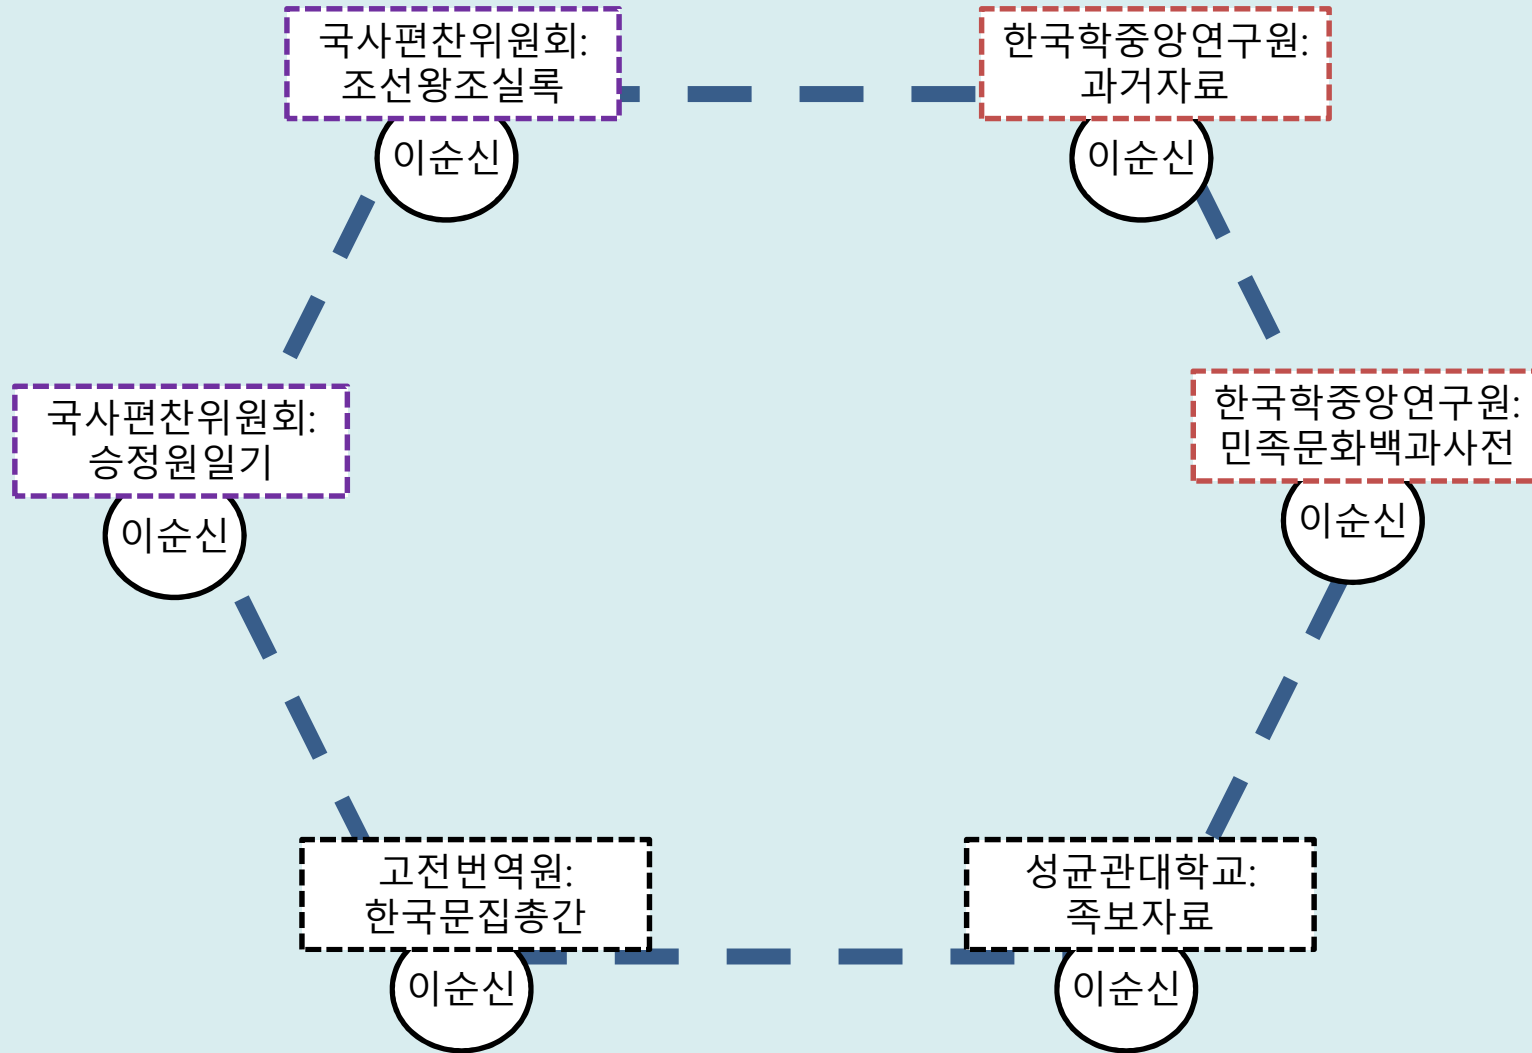 국사편찬위원회:
조선왕조실록
이순신
한국학중앙연구원:
과거자료
이순신
국사편찬위원회:
승정원일기
이순신
한국학중앙연구원:
민족문화백과사전
이순신
고전번역원:
한국문집총간
이순신
성균관대학교:
족보자료
이순신